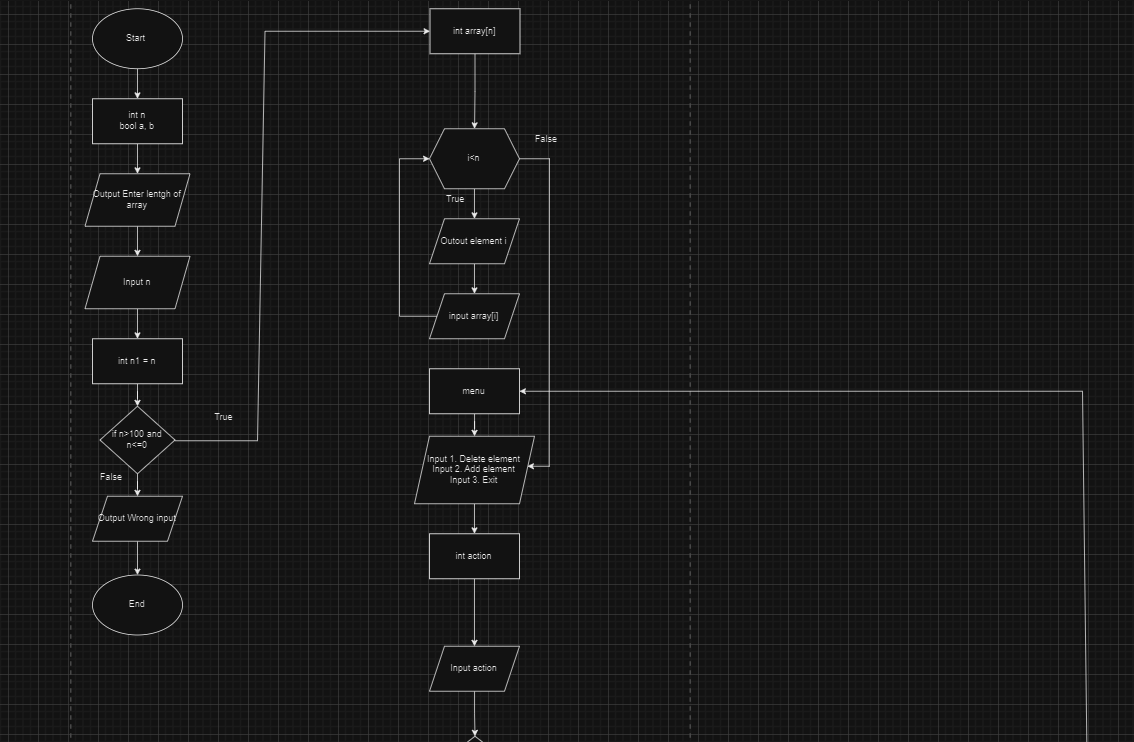 Start
int n
bool a, b
Output Enter lentgh of
array
Input n
int n1 = n
if n>100 and
n<=0
True
False
Output Wrong input
End
int array[n]
i<n
False
True
Outout element i
input array[i]
menu
Input 1. Delete element
Input 2. Add element
Input 3. Exit
int action
Input action